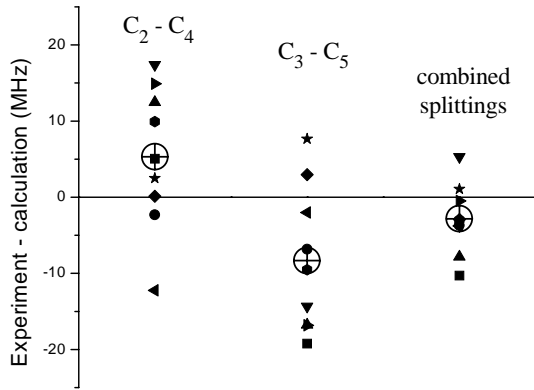 C₂ - C₄
C₃ - C₅
combined
splittings
Experiment - calculation (MHz)
20
10
0
-10
-20